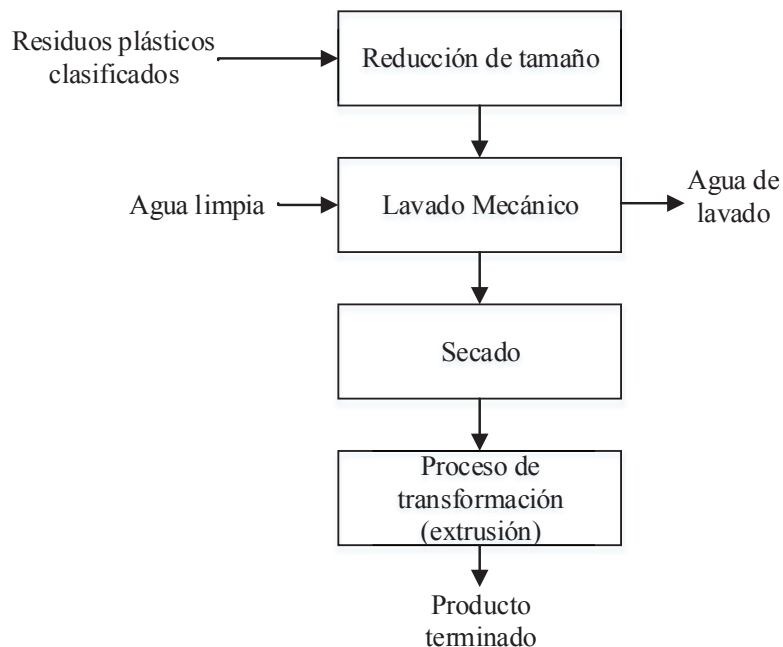 Residuos plásticos
clasificados
Reducción de tamaño
Agua limpia
Lavado Mecánico
Agua de
lavado
Secado
Proceso de
transformación
(extrusión)
Producto
terminado